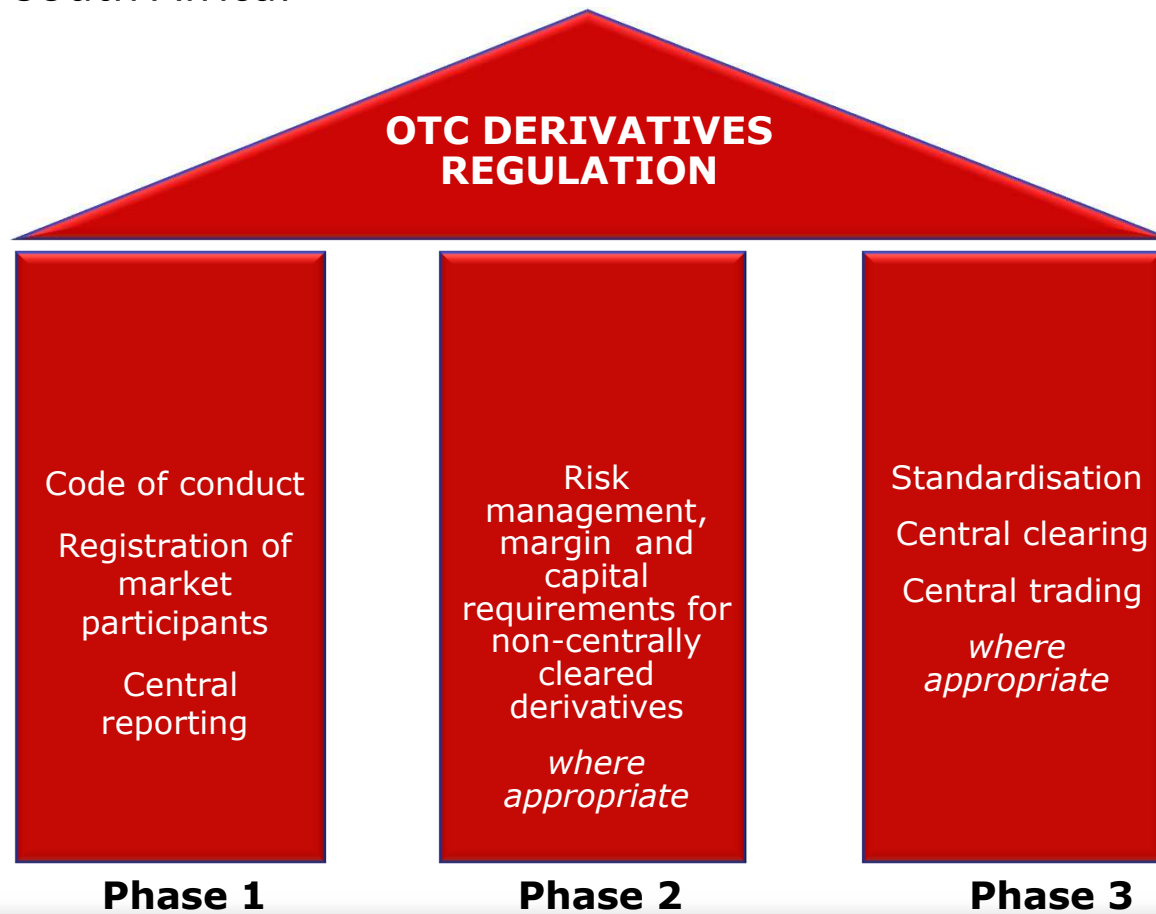 South Africa:
OTC DERIVATIVES
REGULATION
Code of conduct
Registration of
market
participants
Central
reporting
Risk
management,
margin and
capital
requirements for
non-centrally
cleared
derivatives
where
appropriate
Standardisation
Central clearing
Central trading
where
appropriate
Phase 1
Phase 2
Phase 3